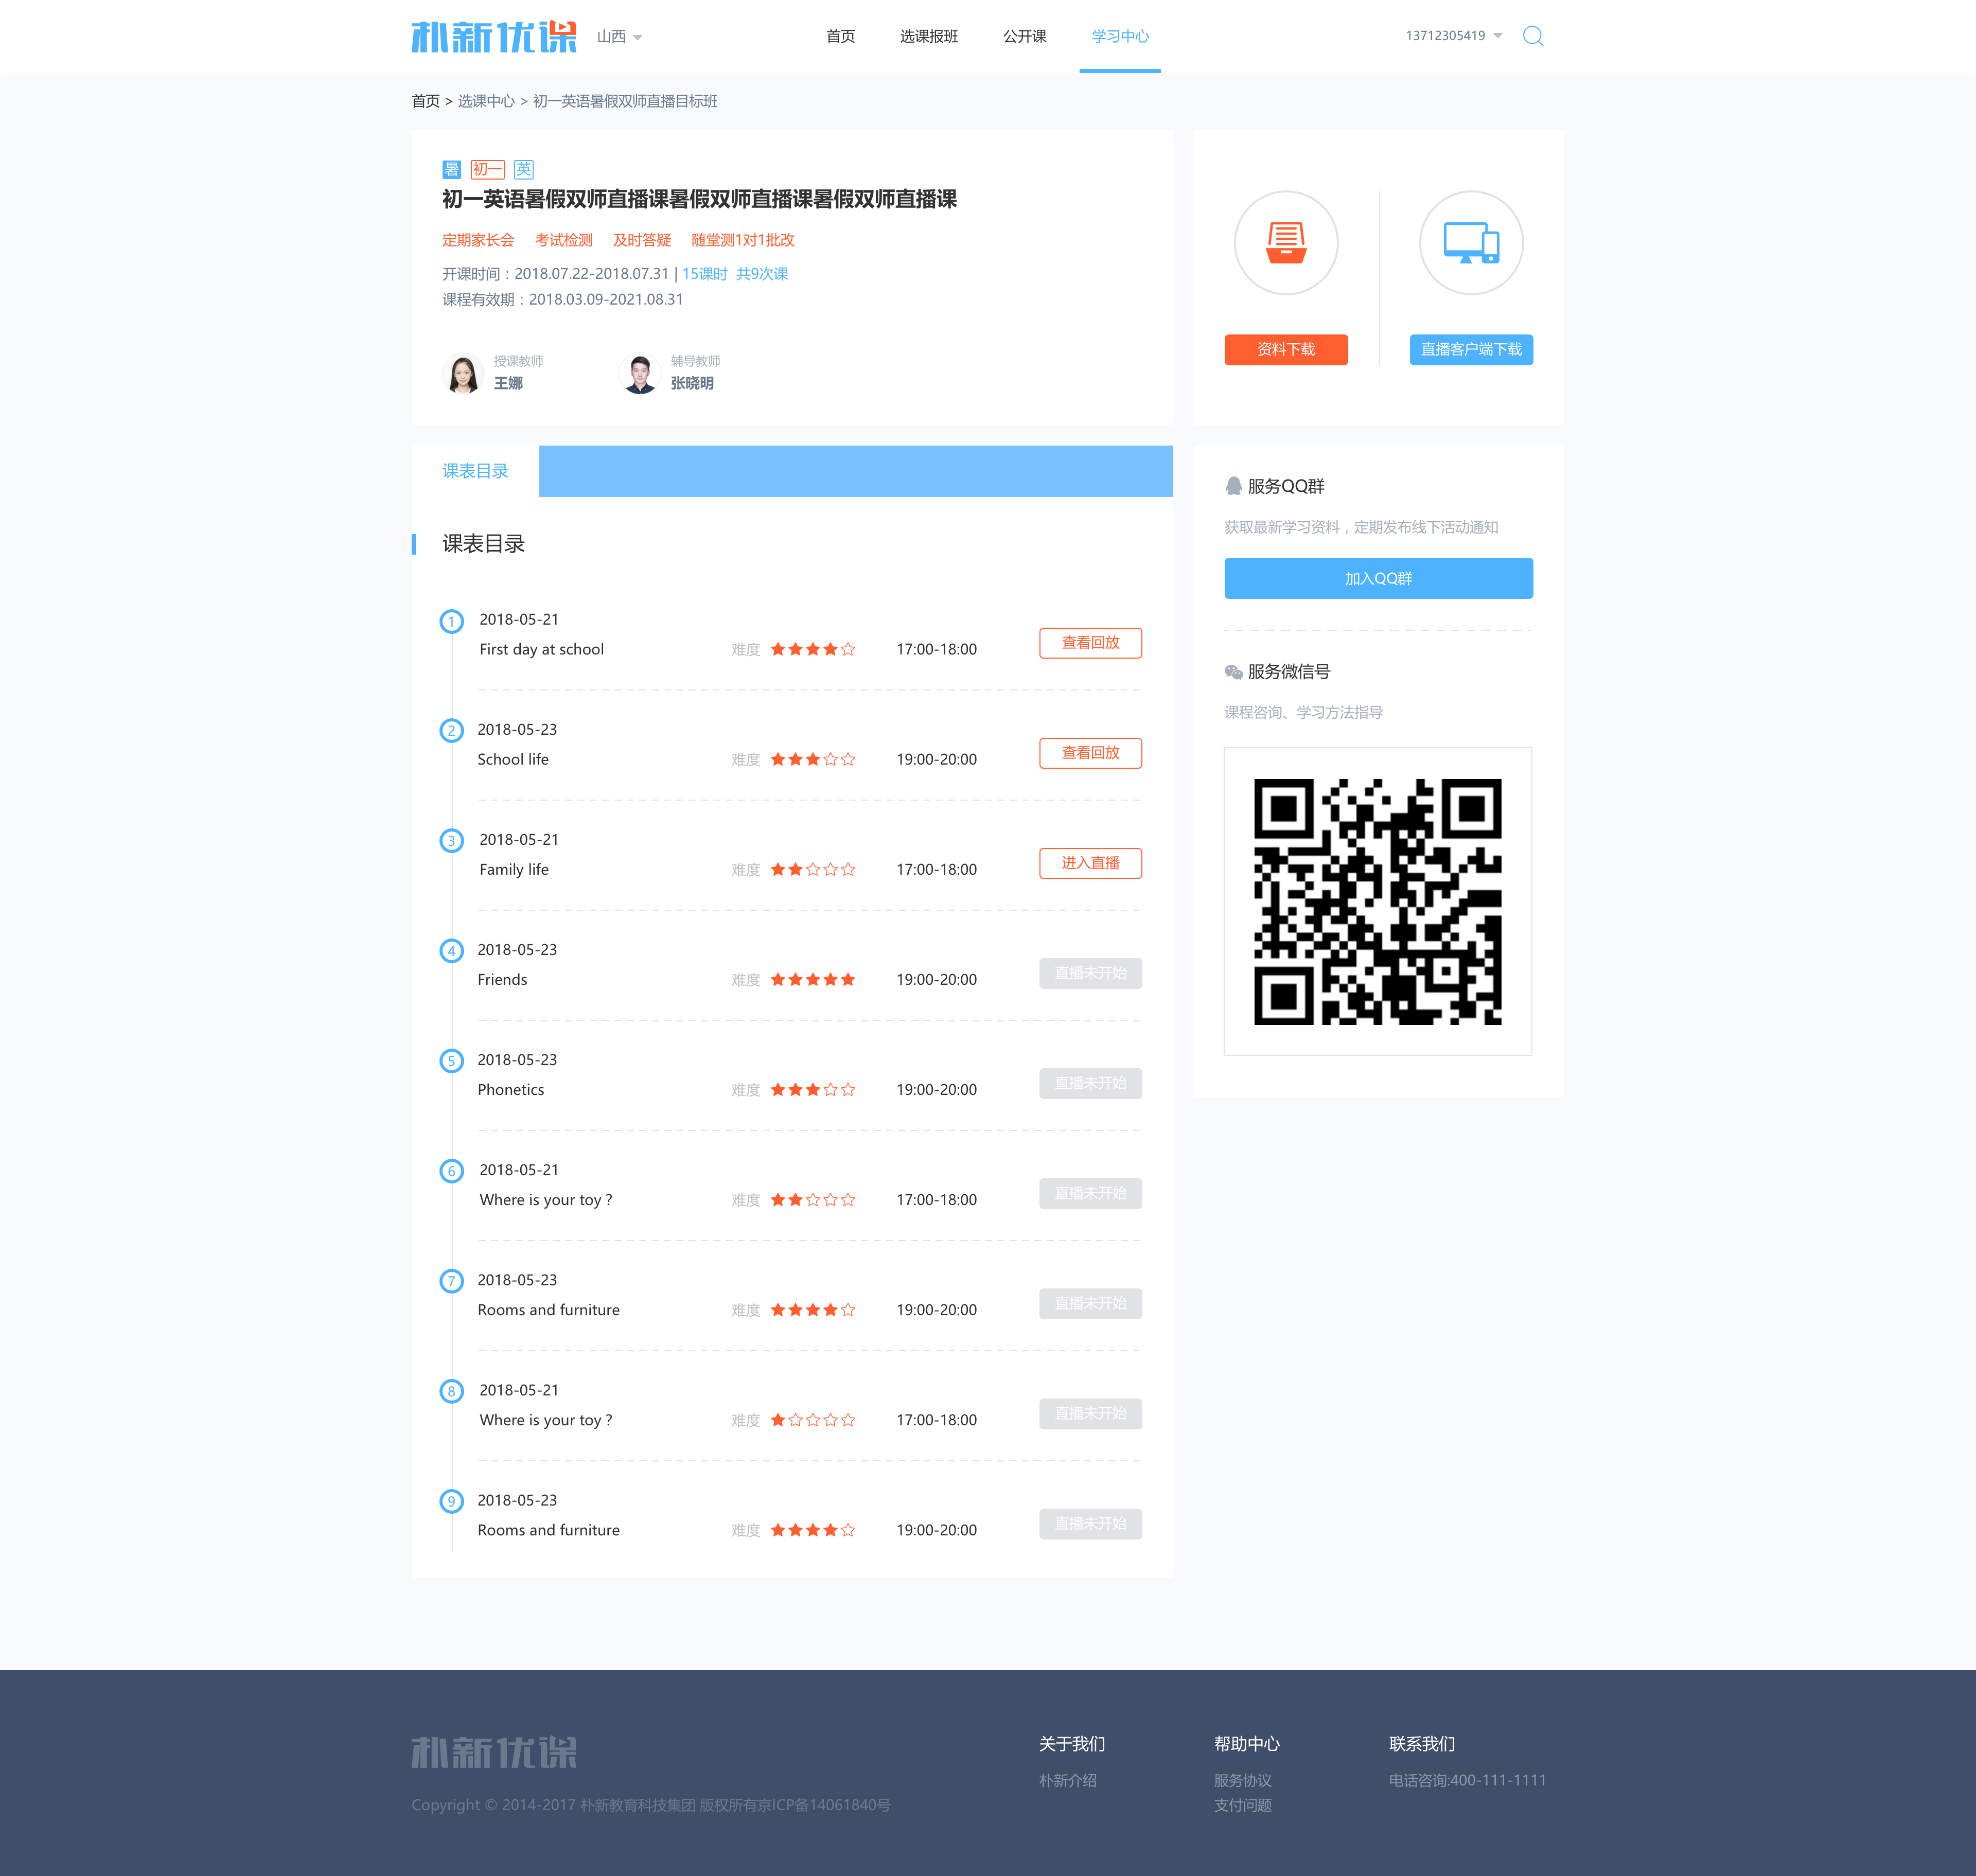 朴新优课 山西 首页 选课报班 公开课 学习中心 13712305419
首页 > 选课中心 > 初一英语暑假双师直播目标班
暑 初一 英
初一英语暑假双师直播课暑假双师直播课暑假双师直播课
定期家长会 考试检测 及时答疑 随堂测1对1批改
开课时间：2018.07.22-2018.07.31 | 15课时 共9次课
课程有效期：2018.03.09-2021.08.31
授课教师
王娜
辅导教师
张晓明
资料下载
直播客户端下载
课表目录
课表目录
1 2018-05-21
First day at school 难度 17:00-18:00 查看回放
2 2018-05-23
School life 难度 19:00-20:00 查看回放
3 2018-05-21
Family life 难度 17:00-18:00 进入直播
4 2018-05-23
Friends 难度 19:00-20:00 直播未开始
5 2018-05-23
Phonetics 难度 19:00-20:00 直播未开始
6 2018-05-21
Where is your toy ? 难度 17:00-18:00 直播未开始
7 2018-05-23
Rooms and furniture 难度 19:00-20:00 直播未开始
8 2018-05-21
Where is your toy ? 难度 17:00-18:00 直播未开始
9 2018-05-23
Rooms and furniture 难度 19:00-20:00 直播未开始
服务QQ群
获取最新学习资料，定期发布线下活动通知
加入QQ群
服务微信号
课程咨询、学习方法指导
朴新优课
Copyright © 2014-2017 朴新教育科技集团 版权所有京ICP备14061840号
关于我们
朴新介绍
帮助中心
服务协议
支付问题
联系我们
电话咨询:400-111-1111